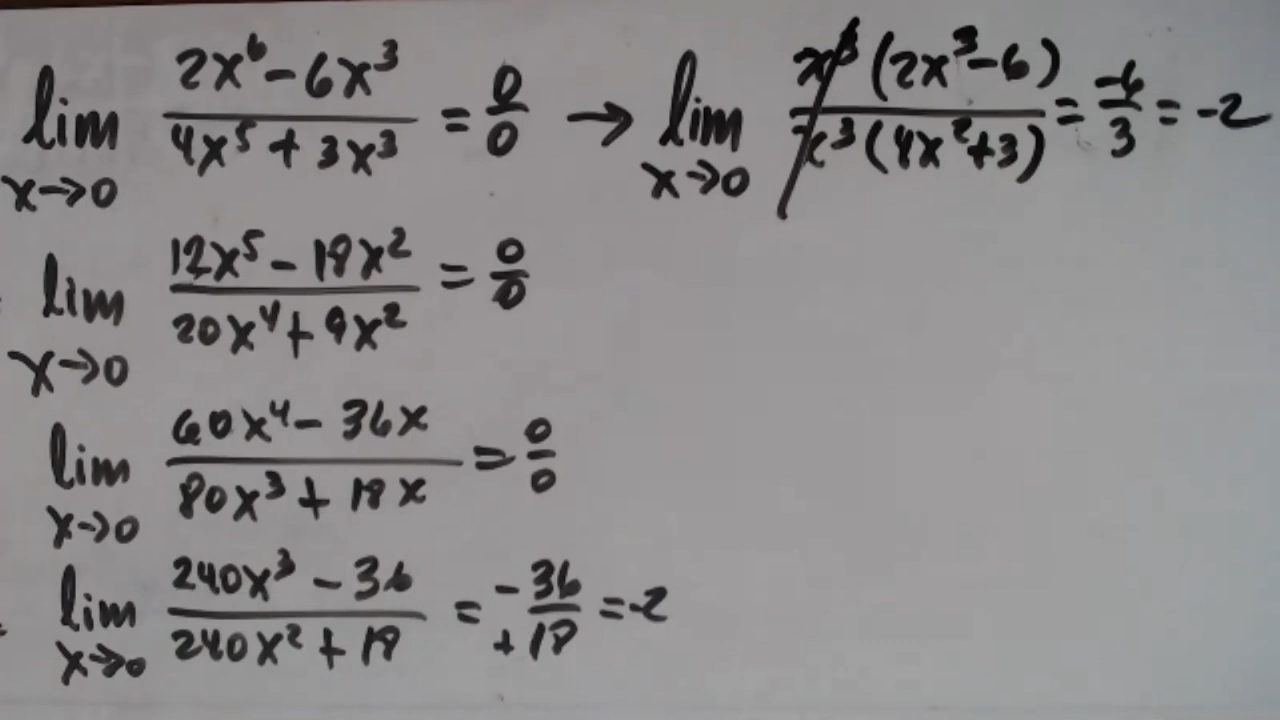 lim x→0 (2x⁶ - 6x³)/(4x⁵ + 3x³) = 0/0 → lim x→0 x³(2x³-6)/x³(4x²+3) = -6/3 = -2
lim x→0 (12x⁵ - 18x²)/(20x⁴ + 9x²) = 0/0
lim x→0 (60x⁴ - 36x)/(80x³ + 18x) = 0/0
lim x→0 (240x³ - 36)/(240x² + 18) = -36/+18 = -2